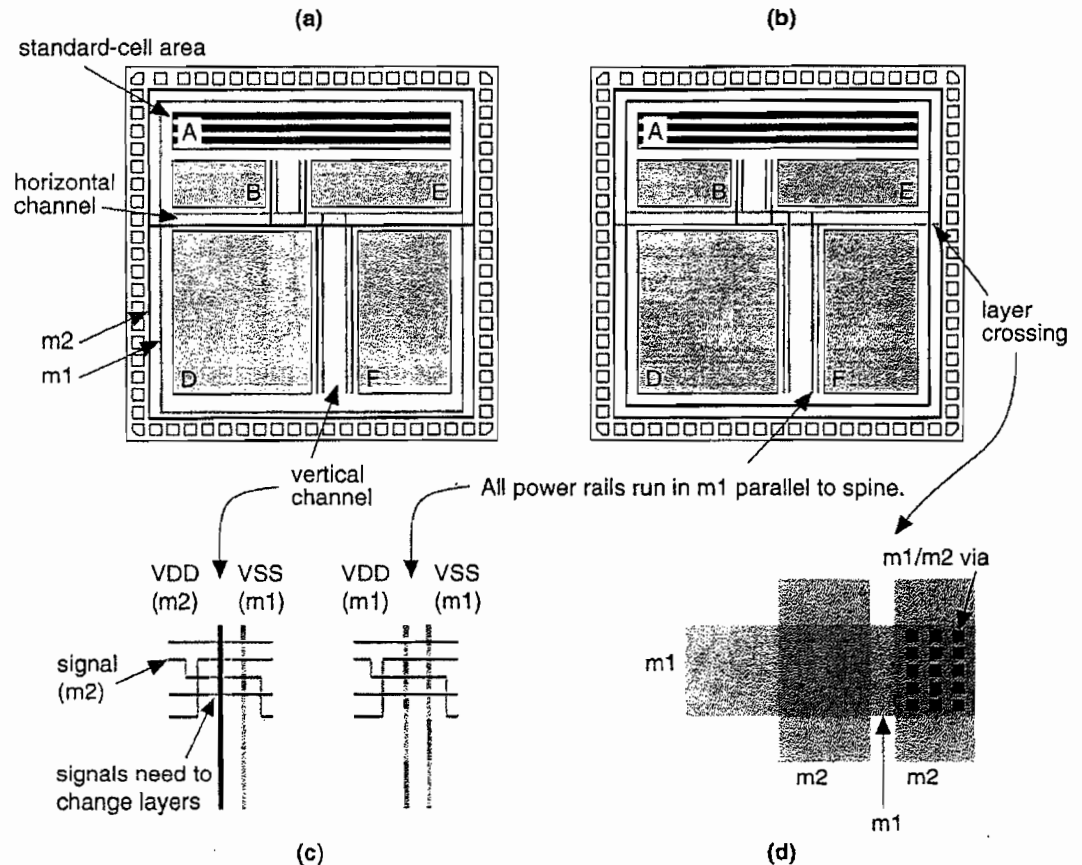 (a)
(b)
standard-cell area
A
A
B
E
B
E
horizontal
channel
m2
m1
D
F
D
F
layer
crossing
vertical
channel
All power rails run in m1 parallel to spine.
m1/m2 via
VDD
(m2)
VSS
(m1)
VDD
(m1)
VSS
(m1)
signal
(m2)
m1
signals need to
change layers
m2
m2
m1
(c)
(d)